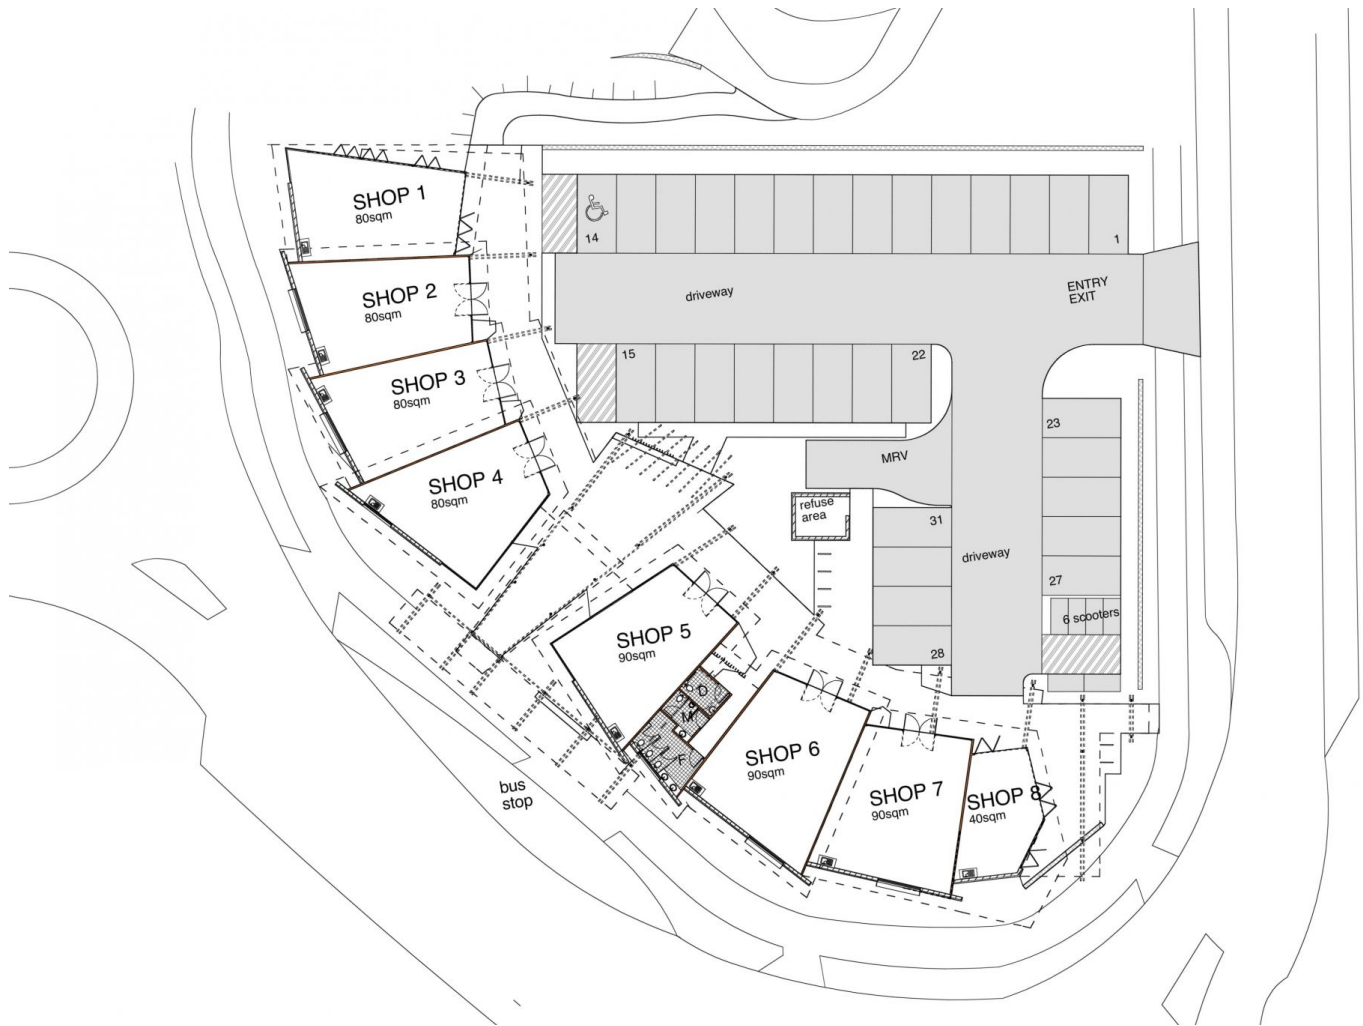 SHOP 1
80sqm
14
1
SHOP 2
80sqm
driveway
ENTRY
EXIT
SHOP 3
80sqm
15
22
SHOP 4
80sqm
23
MRV
refuse
area
31
driveway
27
6 scooters
28
SHOP 5
90sqm
D
M
F
SHOP 6
90sqm
SHOP 7
90sqm
SHOP 8
40sqm
bus
stop